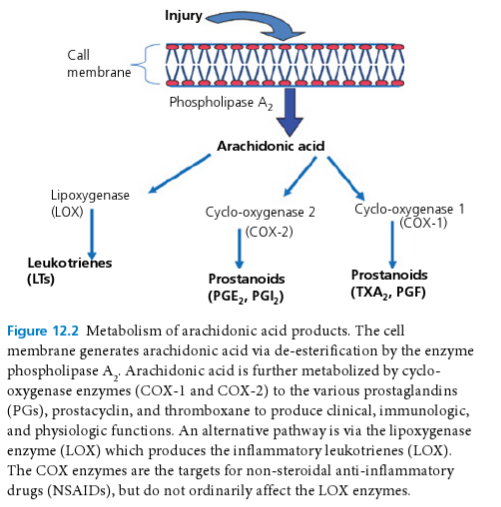 Injury
Call
membrane
Phospholipase A₂
Arachidonic acid
Lipoxygenase
(LOX)
Cyclo-oxygenase 2
(COX-2)
Cyclo-oxygenase 1
(COX-1)
Leukotrienes
(LTs)
Prostanoids
(PGE₂, PGI₂)
Prostanoids
(TXA₂, PGF)
Figure 12.2 Metabolism of arachidonic acid products. The cell
membrane generates arachidonic acid via de-esterification by the enzyme
phospholipase A₂. Arachidonic acid is further metabolized by cyclo-
oxygenase enzymes (COX-1 and COX-2) to the various prostaglandins
(PGs), prostacyclin, and thromboxane to produce clinical, immunologic,
and physiologic functions. An alternative pathway is via the lipoxygenase
enzyme (LOX) which produces the inflammatory leukotrienes (LOX).
The COX enzymes are the targets for non-steroidal anti-inflammatory
drugs (NSAIDs), but do not ordinarily affect the LOX enzymes.